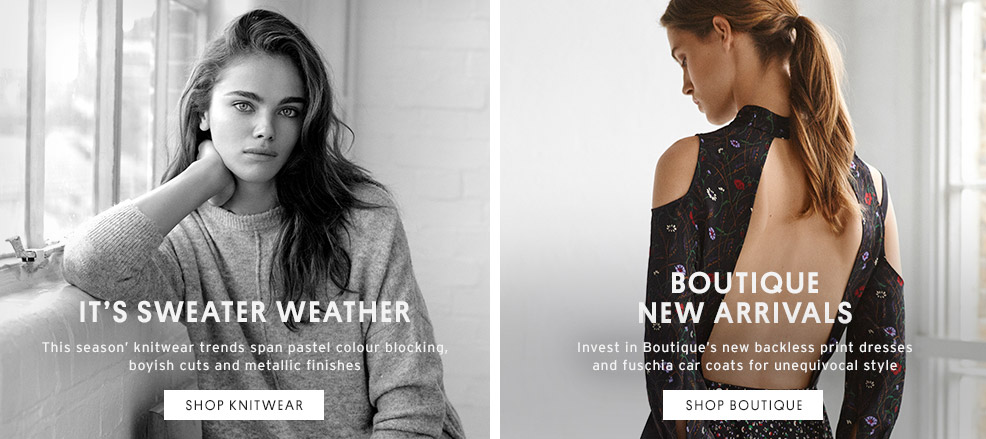 IT'S SWEATER WEATHER
This season' knitwear trends span pastel colour blocking,
boyish cuts and metallic finishes
SHOP KNITWEAR
BOUTIQUE
NEW ARRIVALS
Invest in Boutique's new backless print dresses
and fuschia car coats for unequivocal style
SHOP BOUTIQUE